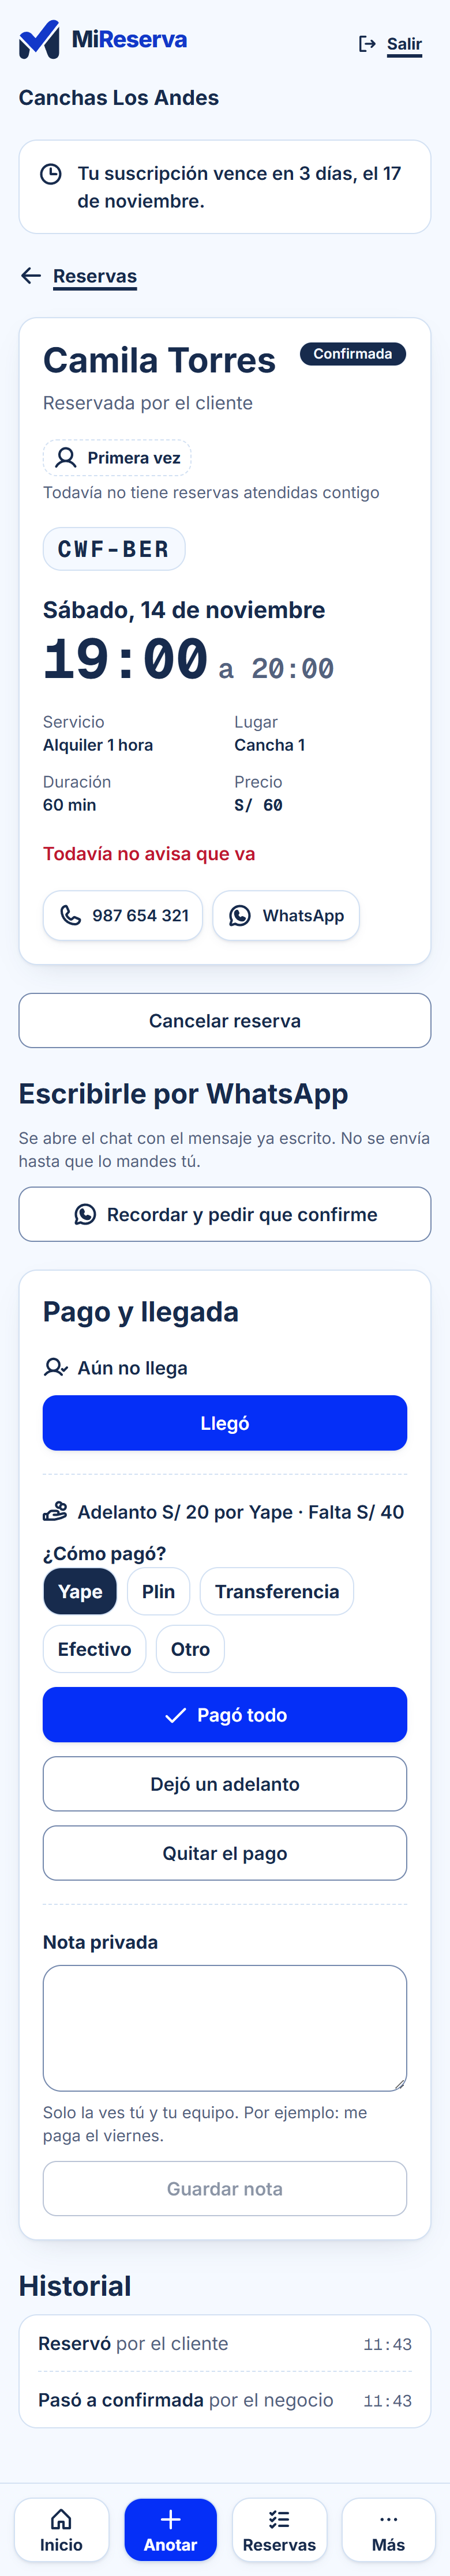 MiReserva
Salir
Canchas Los Andes
Tu suscripción vence en 3 días, el 17
de noviembre.
Reservas
Camila Torres
Confirmada
Reservada por el cliente
Primera vez
Todavía no tiene reservas atendidas contigo
CWF-BER
Sábado, 14 de noviembre
19:00 a 20:00
Servicio
Alquiler 1 hora
Lugar
Cancha 1
Duración
60 min
Precio
S/ 60
Todavía no avisa que va
987 654 321
WhatsApp
Cancelar reserva
Escribirle por WhatsApp
Se abre el chat con el mensaje ya escrito. No se envía
hasta que lo mandes tú.
Recordar y pedir que confirme
Pago y llegada
Aún no llega
Llegó
Adelanto S/ 20 por Yape · Falta S/ 40
¿Cómo pagó?
Yape
Plin
Transferencia
Efectivo
Otro
Pagó todo
Dejó un adelanto
Quitar el pago
Nota privada
Solo la ves tú y tu equipo. Por ejemplo: me
paga el viernes.
Guardar nota
Historial
Reservó por el cliente 11:43
Pasó a confirmada por el negocio 11:43
Inicio
Anotar
Reservas
Más